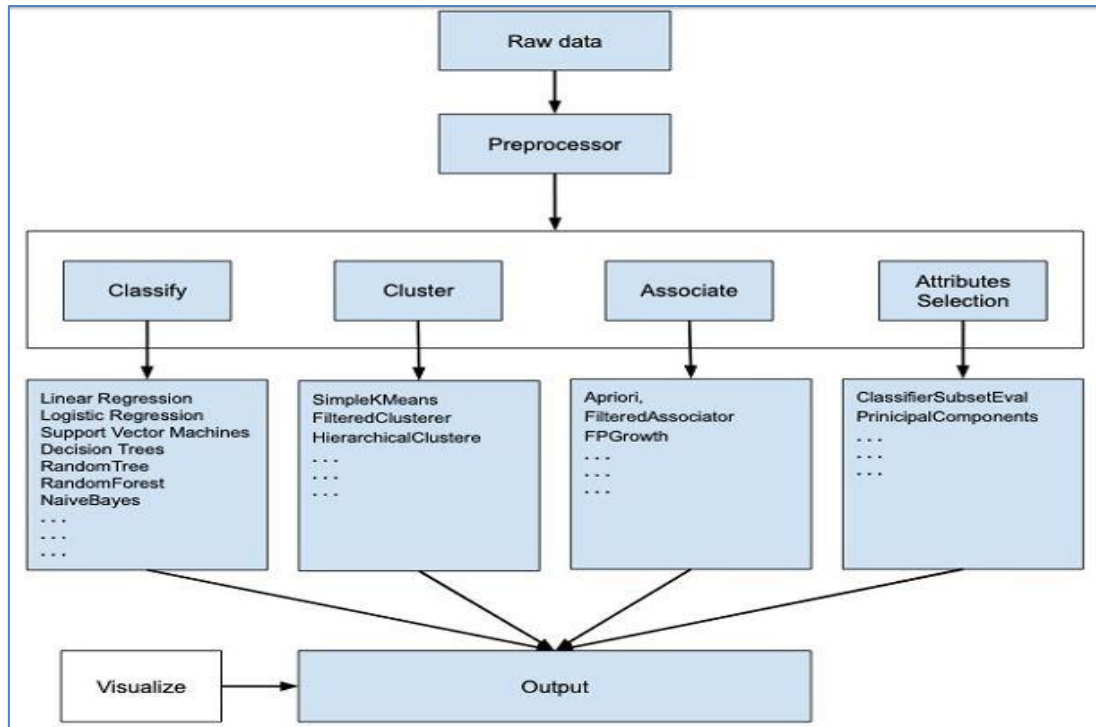 Raw data
Preprocessor
Classify
Cluster
Associate
Attributes
Selection
Linear Regression
Logistic Regression
Support Vector Machines
Decision Trees
RandomTree
RandomForest
NaiveBayes
. . .
. . .
. . .
SimpleKMeans
FilteredClusterer
HierarchicalClustere
. . .
. . .
. . .
Apriori,
FilteredAssociator
FPGrowth
. . .
. . .
. . .
ClassifierSubsetEval
PrinicipalComponents
. . .
. . .
. . .
Visualize
Output